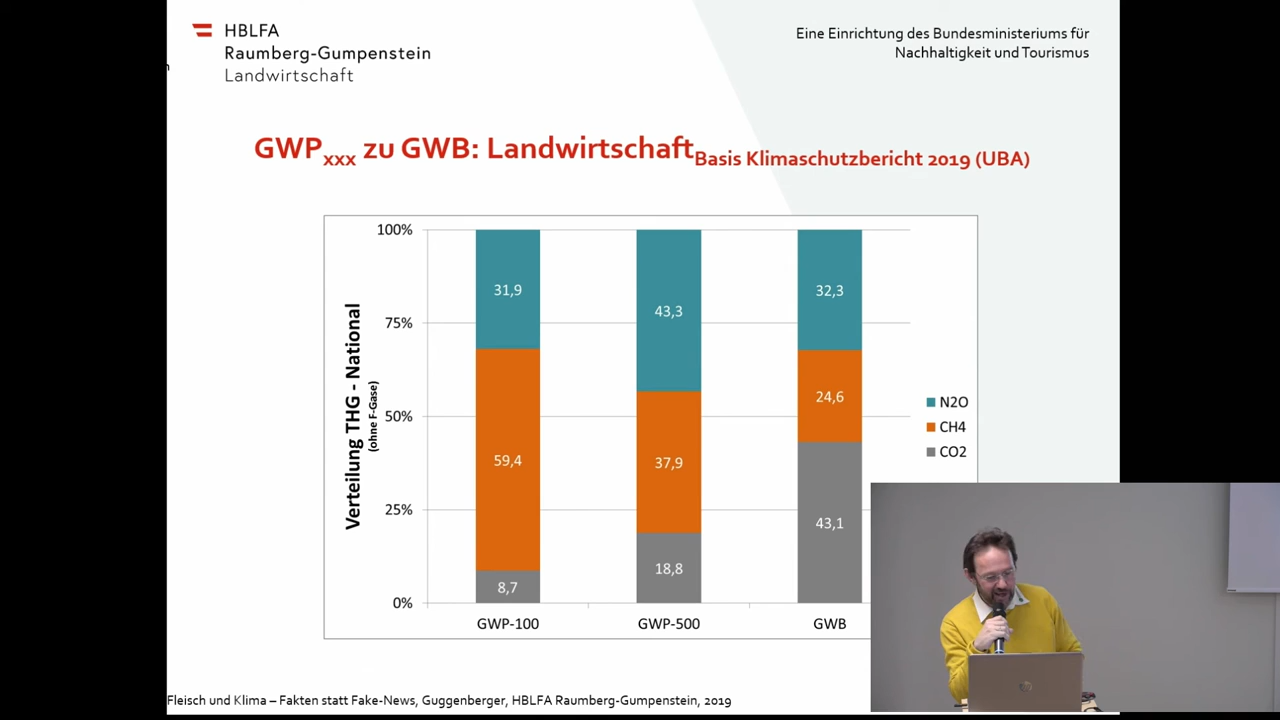 HBLFA
Raumberg-Gumpenstein
Landwirtschaft
Eine Einrichtung des Bundesministeriums für
Nachhaltigkeit und Tourismus
GWPxxx zu GWB: LandwirtschaftBasis Klimaschutzbericht 2019 (UBA)
Verteilung THG - National
(ohne F-Gase)
100%
75%
50%
25%
0%
31,9
59,4
8,7
43,3
37,9
18,8
32,3
24,6
43,1
GWP-100
GWP-500
GWB
N2O
CH4
CO2
Fleisch und Klima – Fakten statt Fake-News, Guggenberger, HBLFA Raumberg-Gumpenstein, 2019